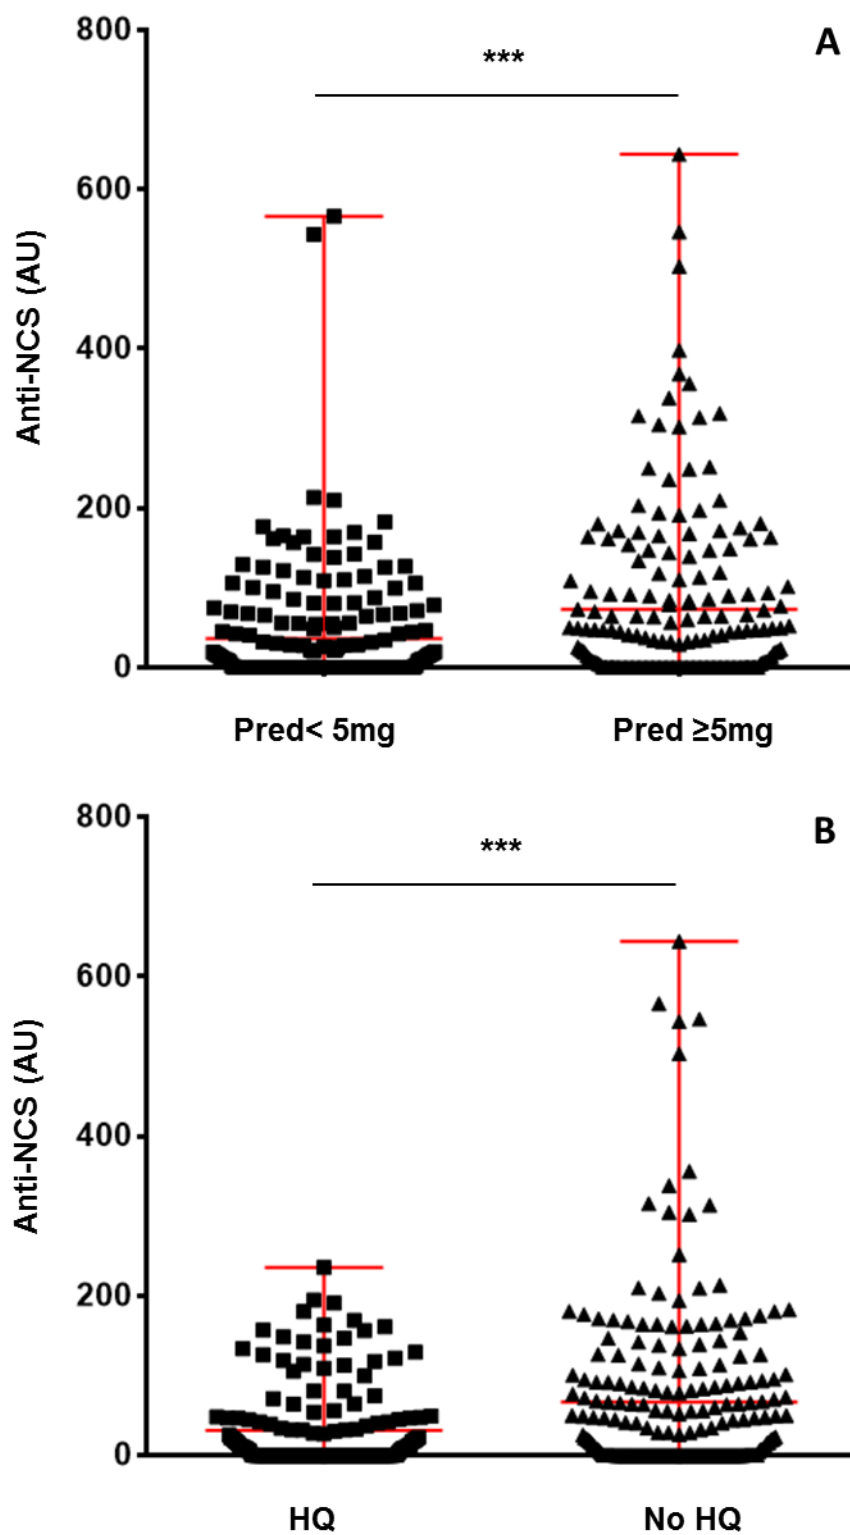 800
A
***
600
Anti-NCS (AU)
400
200
0
Pred< 5mg
Pred ≥5mg
800
B
***
600
Anti-NCS (AU)
400
200
0
HQ
No HQ